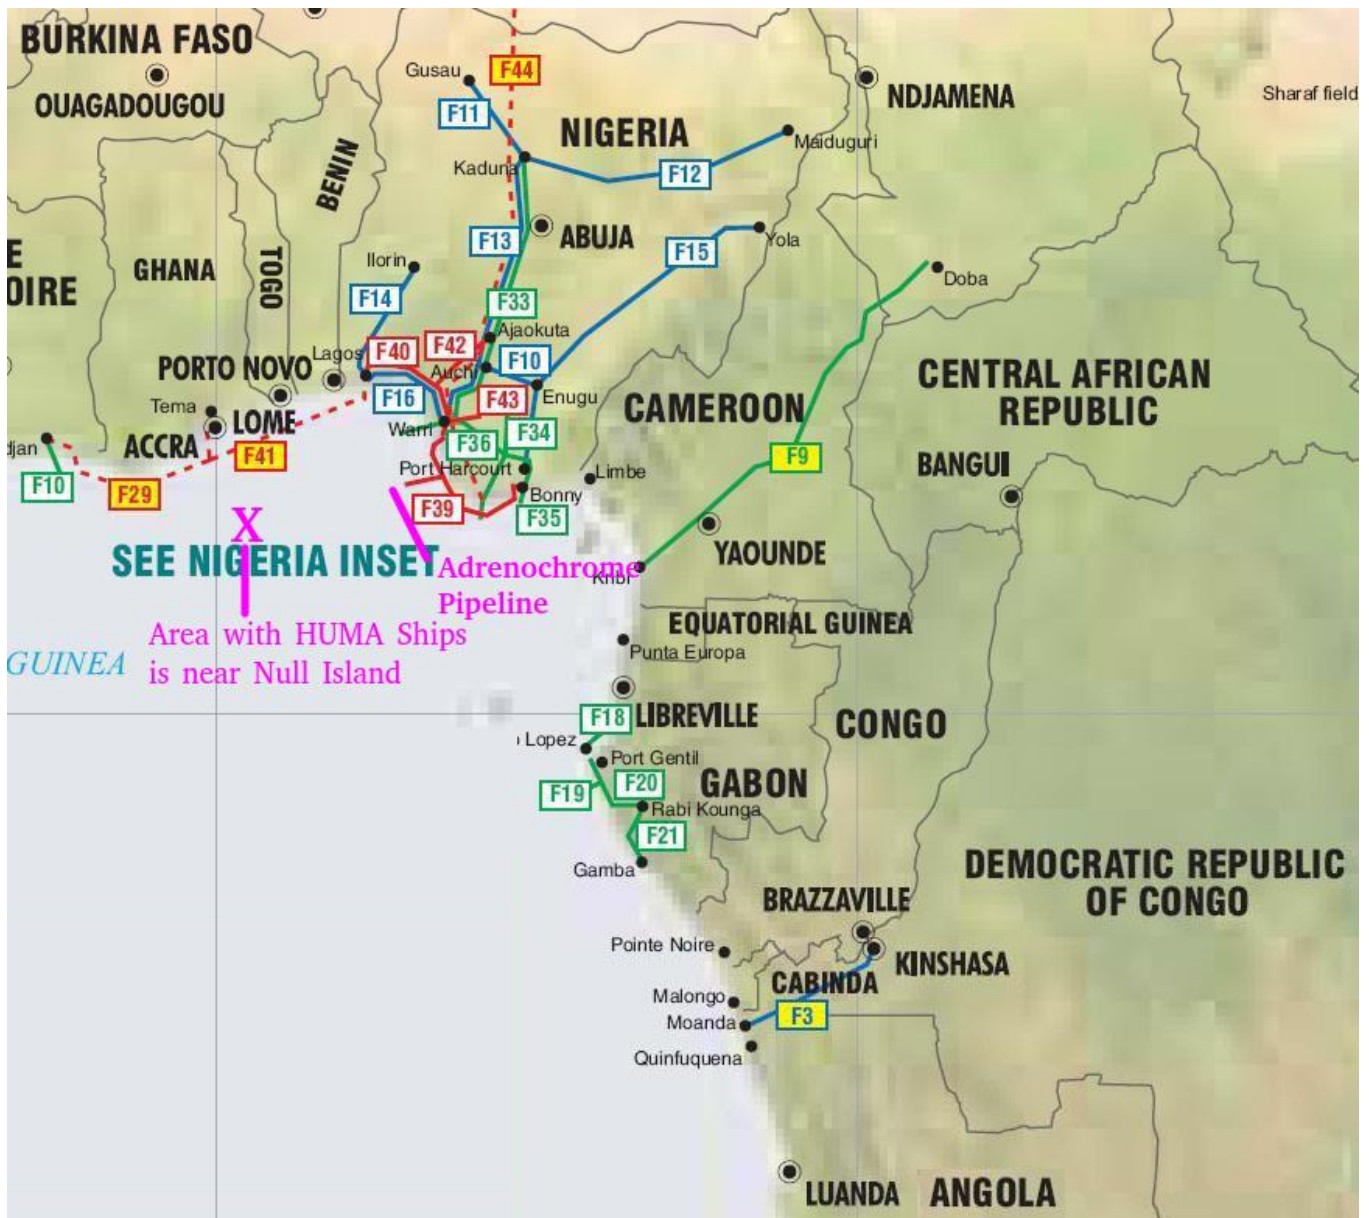 BURKINA FASO
OUAGADOUGOU
Gusau
F44
F11
NIGERIA
NDJAMENA
Sharaf field
Maiduguri
Kaduna
F12
BENIN
F13
ABUJA
F15
Yola
E
OIRE
GHANA
TOGO
Ilorin
F14
Doba
F33
Ajaokuta
Lagos
F40
F42
Auchi
F10
PORTO NOVO
F16
F43
Enugu
CAMEROON
CENTRAL AFRICAN
REPUBLIC
Tema
LOME
ACCRA
F41
Warri
F36
F34
djan
F10
F29
Port Harcourt
Limbe
F9
BANGUI
Bonny
F39
F35
X
SEE NIGERIA INSET
Adrenochrome
Pipeline
Kribi
YAOUNDE
Area with HUMA Ships
is near Null Island
GUINEA
EQUATORIAL GUINEA
Punta Europa
F18
LIBREVILLE
CONGO
Lopez
Port Gentil
F19
F20
GABON
Rabi Kounga
F21
Gamba
DEMOCRATIC REPUBLIC
OF CONGO
BRAZZAVILLE
Pointe Noire
KINSHASA
CABINDA
Malongo
Moanda
F3
Quinfuquena
LUANDA
ANGOLA